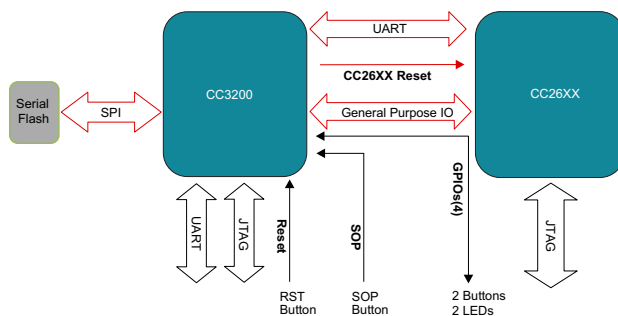 UART
CC26XX Reset
CC3200
CC26XX
Serial
Flash
SPI
General Purpose IO
UART
JTAG
Reset
SOP
GPIOs(4)
JTAG
RST
Button
SOP
Button
2 Buttons
2 LEDs